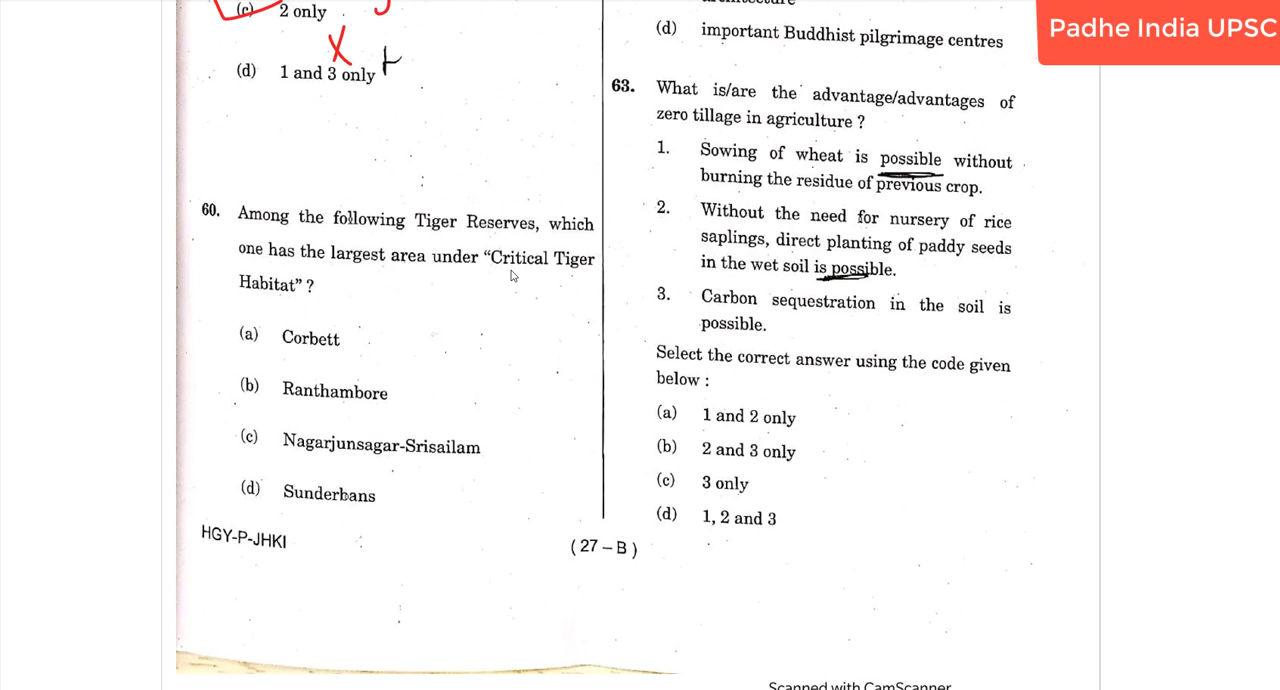 Padhe India UPSC
(c) 2 only
(d) 1 and 3 only
60. Among the following Tiger Reserves, which
one has the largest area under “Critical Tiger
Habitat” ?
(a) Corbett
(b) Ranthambore
(c) Nagarjunsagar-Srisailam
(d) Sunderbans
HGY-P-JHKI
(d) important Buddhist pilgrimage centres
63. What is/are the advantage/advantages of
zero tillage in agriculture ?
1. Sowing of wheat is possible without
burning the residue of previous crop.
2. Without the need for nursery of rice
saplings, direct planting of paddy seeds
in the wet soil is possible.
3. Carbon sequestration in the soil is
possible.
Select the correct answer using the code given
below :
(a) 1 and 2 only
(b) 2 and 3 only
(c) 3 only
(d) 1, 2 and 3
( 27 – B )
Scanned with CamScanner